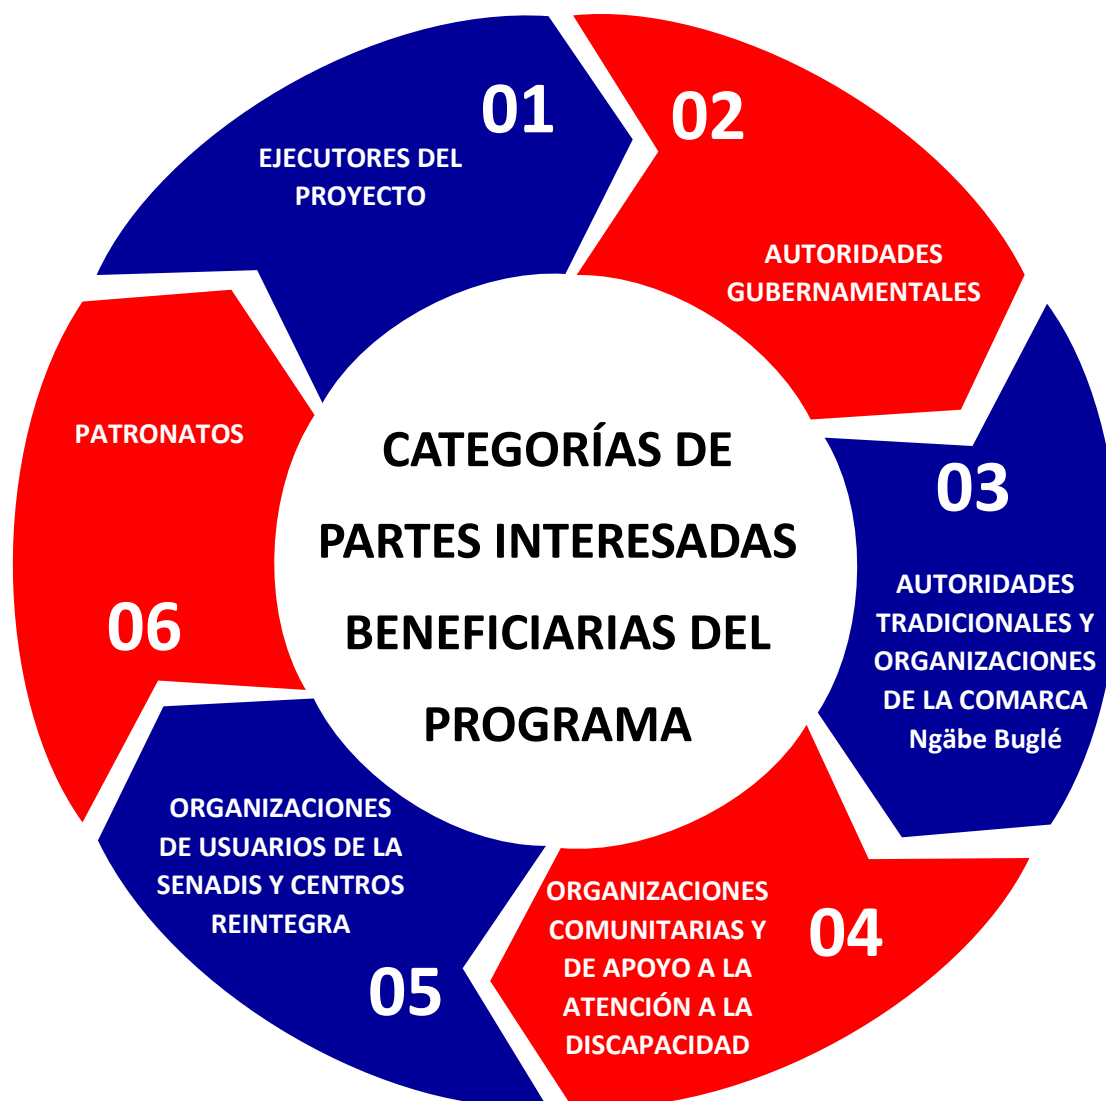 CATEGORÍAS DE
PARTES INTERESADAS
BENEFICIARIAS DEL
PROGRAMA
01
EJECUTORES DEL
PROYECTO
02
AUTORIDADES
GUBERNAMENTALES
03
AUTORIDADES
TRADICIONALES Y
ORGANIZACIONES
DE LA COMARCA
Ngäbe Buglé
04
ORGANIZACIONES
COMUNITARIAS Y
DE APOYO A LA
ATENCIÓN A LA
DISCAPACIDAD
05
ORGANIZACIONES
DE USUARIOS DE LA
SENADIS Y CENTROS
REINTEGRA
06
PATRONATOS